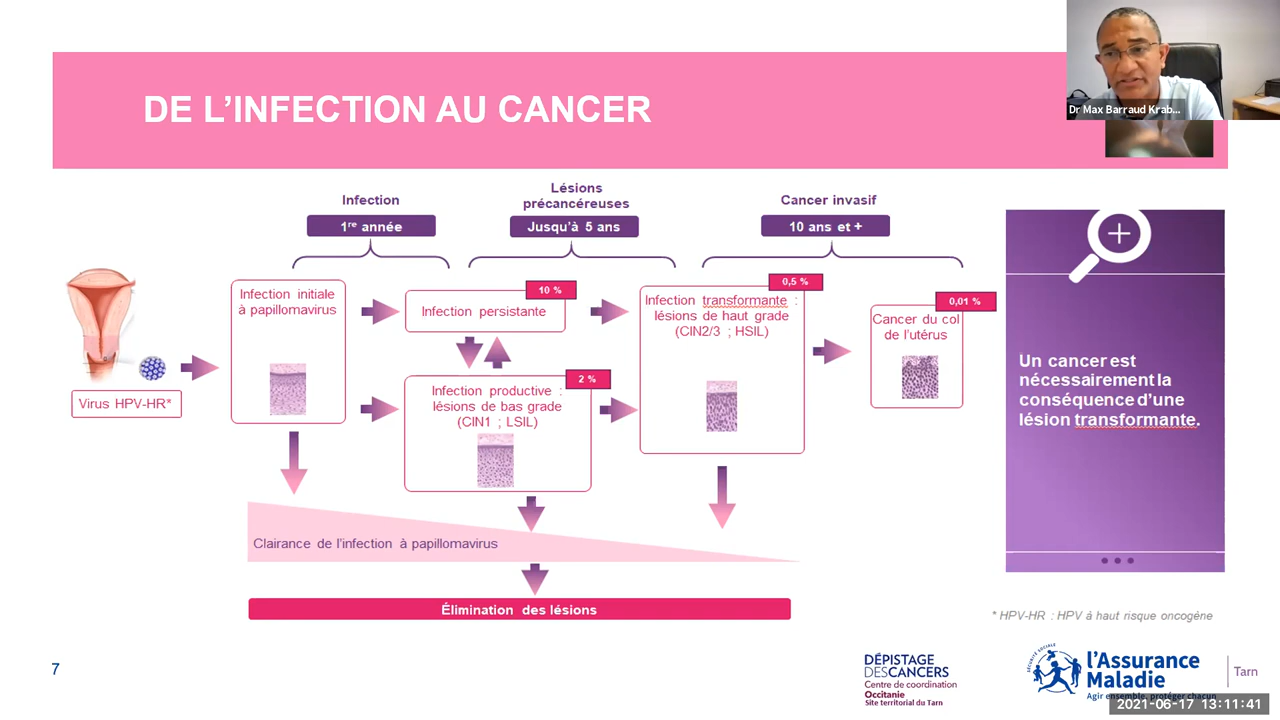 DE L'INFECTION AU CANCER
Dr Max Barraud Krab...
Infection
1re année
Lésions
précancéreuses
Jusqu'à 5 ans
Cancer invasif
10 ans et +
Virus HPV-HR*
Infection initiale
à papillomavirus
10 %
Infection persistante
2 %
Infection productive :
lésions de bas grade
(CIN1 ; LSIL)
0,5 %
Infection transformante :
lésions de haut grade
(CIN2/3 ; HSIL)
0,01 %
Cancer du col
de l'utérus
Un cancer est
nécessairement la
conséquence d'une
lésion transformante.
Clairance de l'infection à papillomavirus
Élimination des lésions
* HPV-HR : HPV à haut risque oncogène
7
DÉPISTAGE
DES CANCERS
Centre de coordination
Occitanie
Site territorial du Tarn
SÉCURITÉ SOCIALE
l'Assurance
Maladie
Agir ensemble, protéger chacun
Tarn
2021-06-17 13:11:41